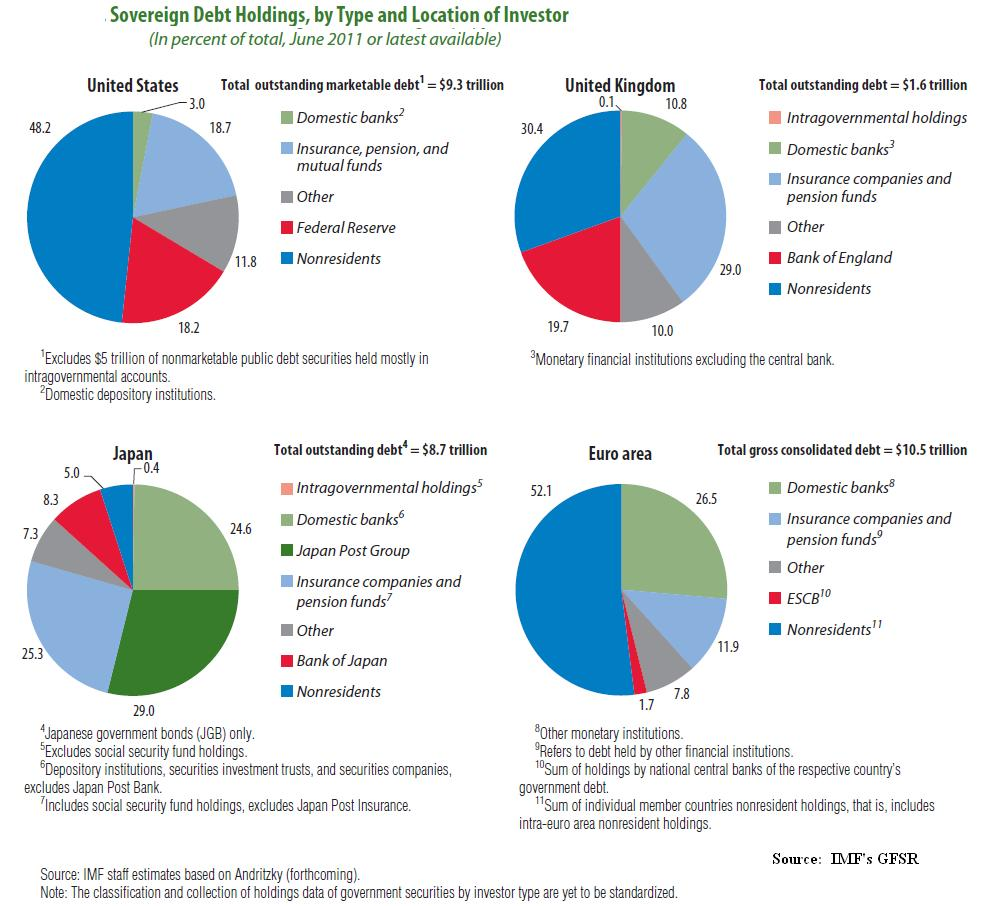 Sovereign Debt Holdings, by Type and Location of Investor
(In percent of total, June 2011 or latest available)
United States
Total outstanding marketable debt¹ = $9.3 trillion
3.0
18.7
11.8
18.2
48.2
Domestic banks²
Insurance, pension, and
mutual funds
Other
Federal Reserve
Nonresidents
¹Excludes $5 trillion of nonmarketable public debt securities held mostly in
intragovernmental accounts.
²Domestic depository institutions.
United Kingdom
Total outstanding debt = $1.6 trillion
0.1
10.8
29.0
10.0
19.7
30.4
Intragovernmental holdings
Domestic banks³
Insurance companies and
pension funds
Other
Bank of England
Nonresidents
³Monetary financial institutions excluding the central bank.
Japan
Total outstanding debt⁴ = $8.7 trillion
0.4
24.6
29.0
25.3
7.3
8.3
5.0
Intragovernmental holdings⁵
Domestic banks⁶
Japan Post Group
Insurance companies and
pension funds⁷
Other
Bank of Japan
Nonresidents
⁴Japanese government bonds (JGB) only.
⁵Excludes social security fund holdings.
⁶Depository institutions, securities investment trusts, and securities companies,
excludes Japan Post Bank.
⁷Includes social security fund holdings, excludes Japan Post Insurance.
Euro area
Total gross consolidated debt = $10.5 trillion
26.5
11.9
7.8
1.7
52.1
Domestic banks⁸
Insurance companies and
pension funds⁹
Other
ESCB¹⁰
Nonresidents¹¹
⁸Other monetary institutions.
⁹Refers to debt held by other financial institutions.
¹⁰Sum of holdings by national central banks of the respective country's
government debt.
¹¹Sum of individual member countries nonresident holdings, that is, includes
intra-euro area nonresident holdings.
Source: IMF's GFSR
Source: IMF staff estimates based on Andritzky (forthcoming).
Note: The classification and collection of holdings data of government securities by investor type are yet to be standardized.